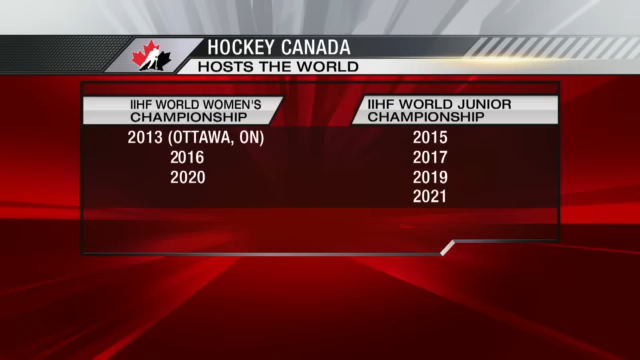 HOCKEY CANADA
HOSTS THE WORLD
IIHF WORLD WOMEN'S
CHAMPIONSHIP
2013 (OTTAWA, ON)
2016
2020
IIHF WORLD JUNIOR
CHAMPIONSHIP
2015
2017
2019
2021